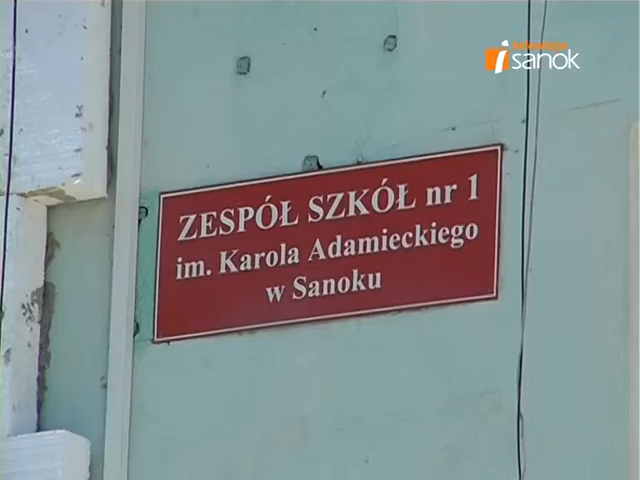 sanok
ZESPÓŁ SZKÓŁ nr 1
im. Karola Adamieckiego
w Sanoku